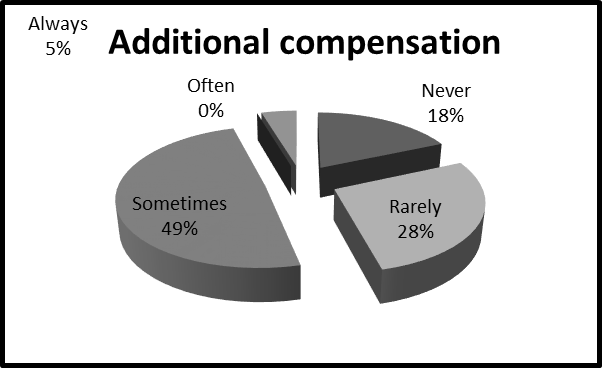 Always
5%
Additional compensation
Often
0%
Never
18%
Sometimes
49%
Rarely
28%